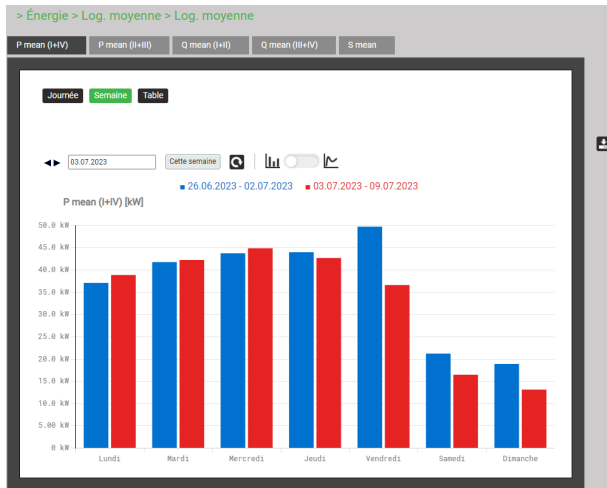 > Énergie > Log. moyenne > Log. moyenne
P mean (I+IV) P mean (II+III) Q mean (I+II) Q mean (III+IV) S mean
Journée Semaine Table
03.07.2023 Cette semaine
26.06.2023 - 02.07.2023 03.07.2023 - 09.07.2023
P mean (I+IV) [kW]
50.0 kW
45.0 kW
40.0 kW
35.0 kW
30.0 kW
25.0 kW
20.0 kW
15.0 kW
10.0 kW
5.00 kW
0 kW
Lundi Mardi Mercredi Jeudi Vendredi Samedi Dimanche